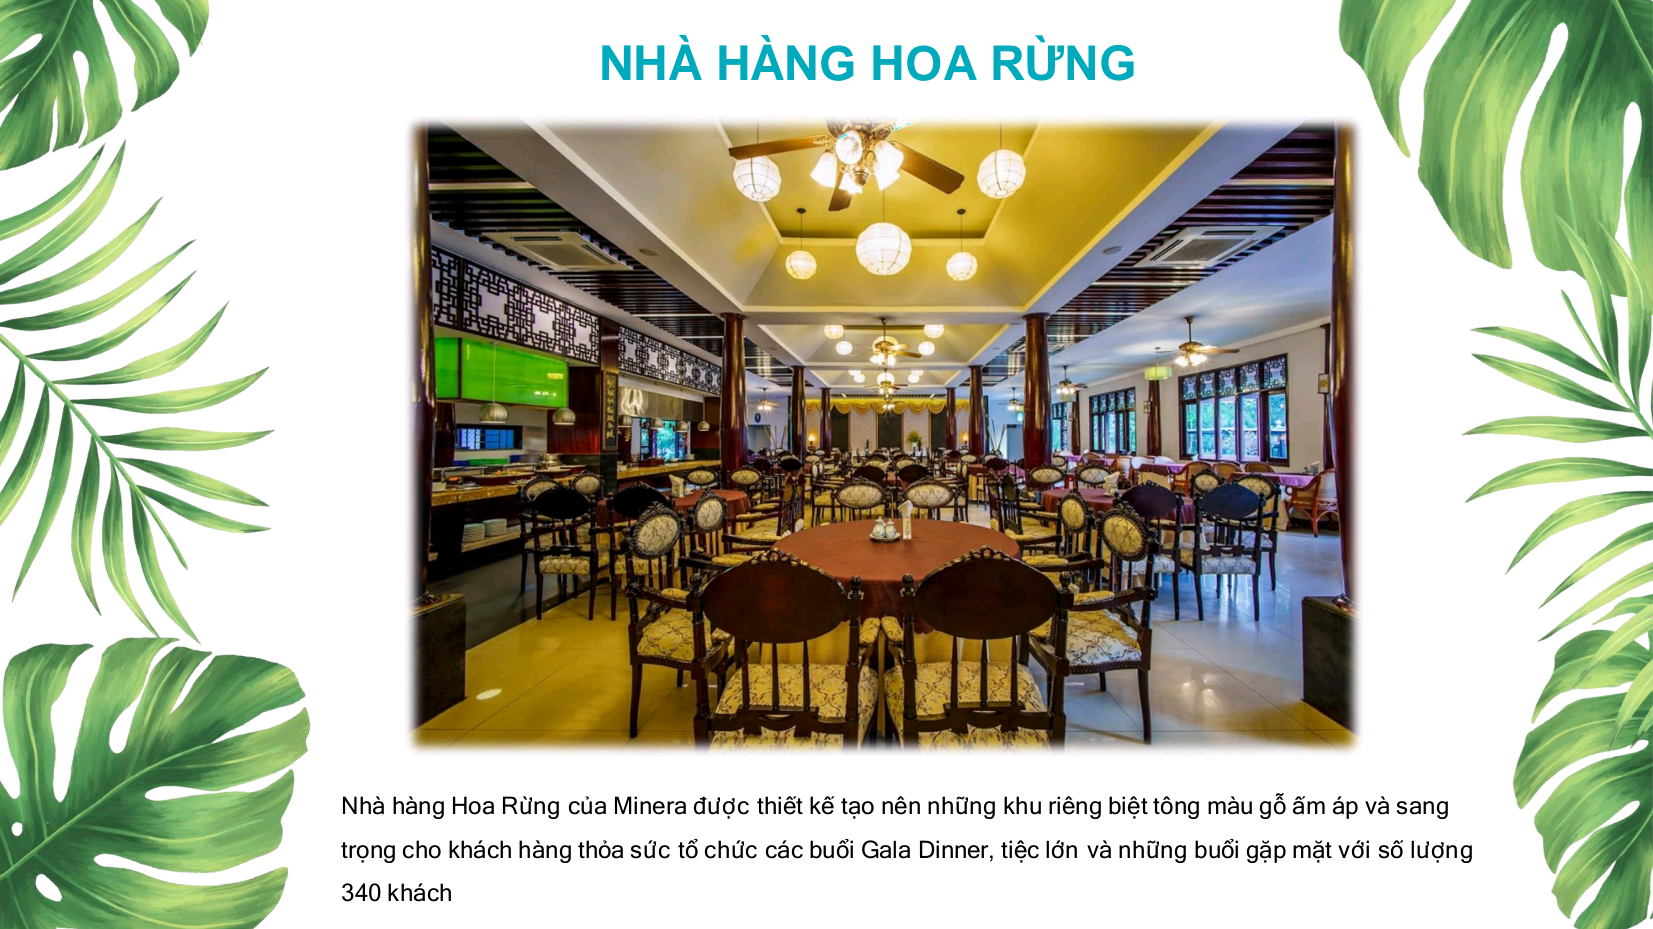 NHÀ HÀNG HOA RỪNG
Nhà hàng Hoa Rừng của Minera được thiết kế tạo nên những khu riêng biệt tông màu gỗ ấm áp và sang
trọng cho khách hàng thỏa sức tổ chức các buổi Gala Dinner, tiệc lớn và những buổi gặp mặt với số lượng
340 khách